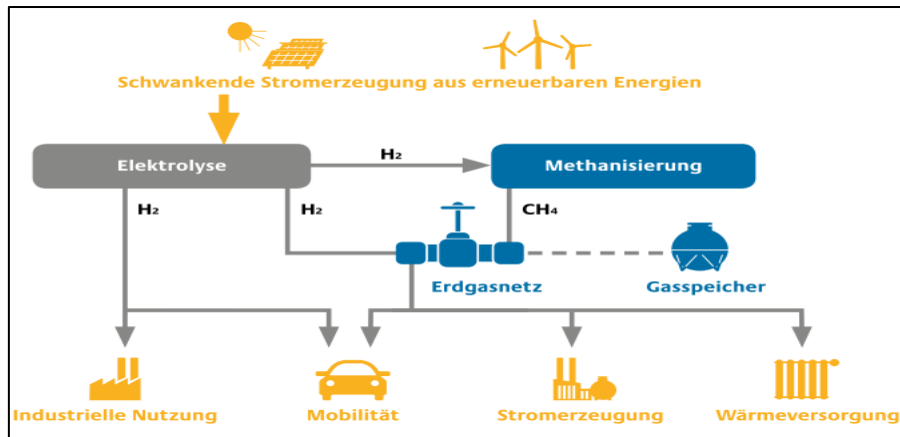 Schwankende Stromerzeugung aus erneuerbaren Energien
Elektrolyse
H₂
Methanisierung
H₂
H₂
CH₄
Erdgasnetz
Gasspeicher
Industrielle Nutzung
Mobilität
Stromerzeugung
Wärmeversorgung